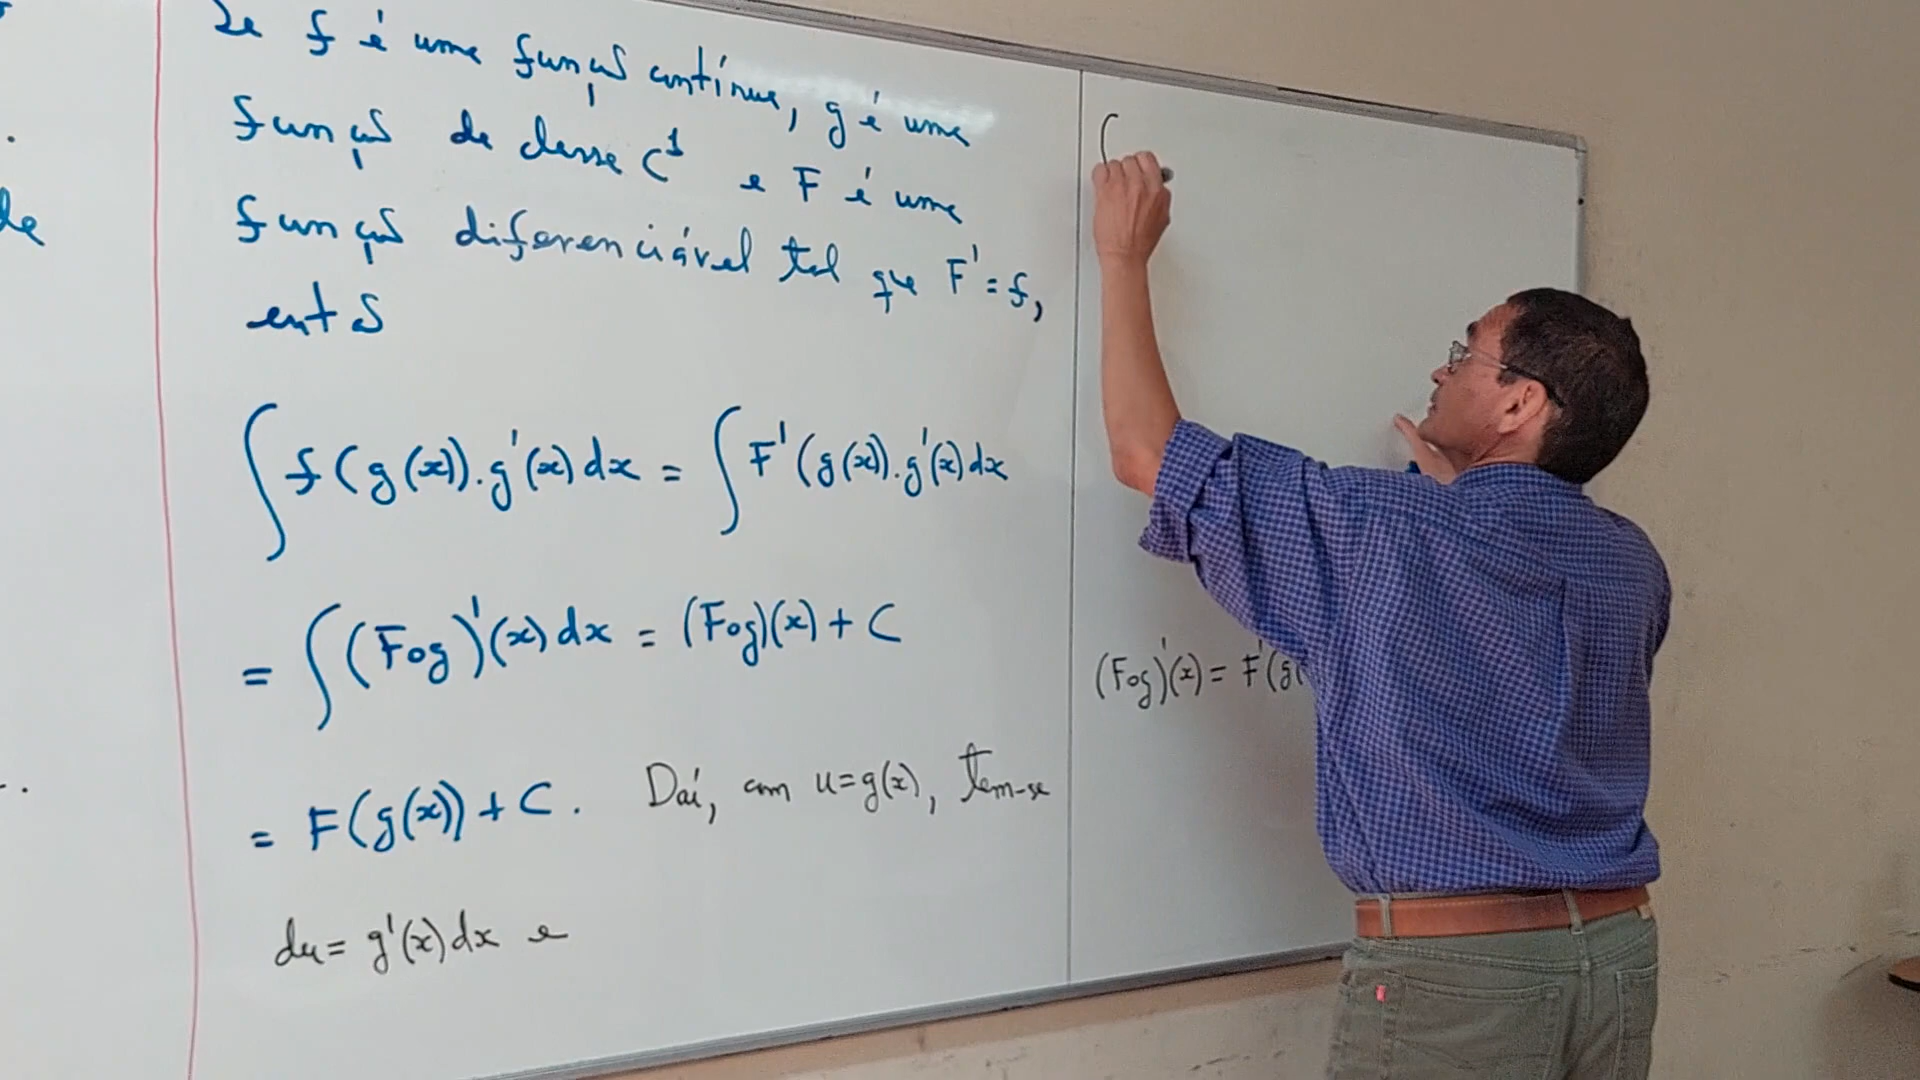 de
Se f é uma função contínua, g é uma
função de classe C¹ e F é uma
função diferenciável tal que F' = f,
então
∫ f(g(x)).g'(x)dx = ∫ F'(g(x)).g'(x)dx
= ∫ (Fog)'(x)dx = (Fog)(x) + C
= F(g(x)) + C. Daí, com u=g(x), tem-se
du = g'(x)dx e
∫
(Fog)'(x) = F'(g(